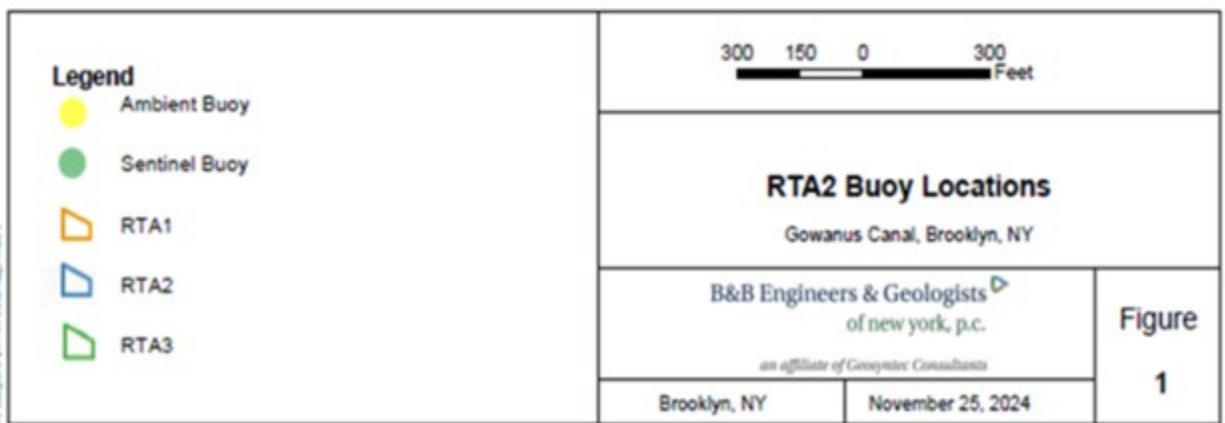 Legend
Ambient Buoy
Sentinel Buoy
RTA1
RTA2
RTA3
300 150 0 300
Feet
RTA2 Buoy Locations
Gowanus Canal, Brooklyn, NY
B&B Engineers & Geologists
of new york, p.c.
an affiliate of Geosyntec Consultants
Brooklyn, NY
November 25, 2024
Figure
1